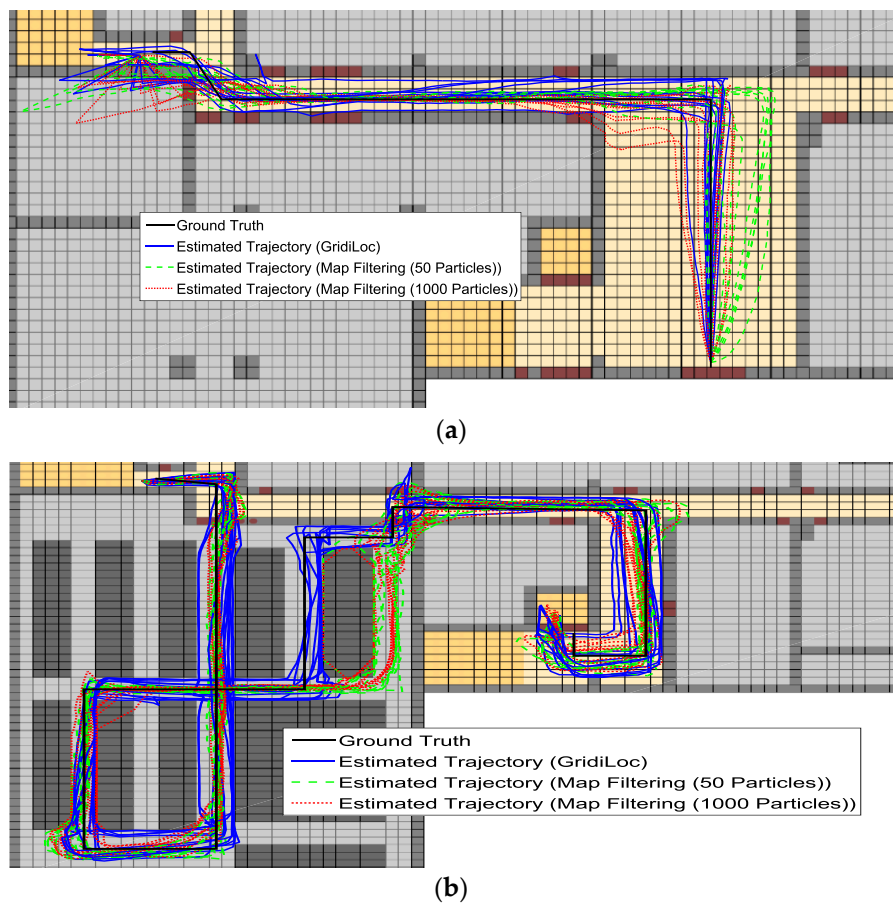 Ground Truth
Estimated Trajectory (GridiLoc)
Estimated Trajectory (Map Filtering (50 Particles))
Estimated Trajectory (Map Filtering (1000 Particles))
(a)
Ground Truth
Estimated Trajectory (GridiLoc)
Estimated Trajectory (Map Filtering (50 Particles))
Estimated Trajectory (Map Filtering (1000 Particles))
(b)